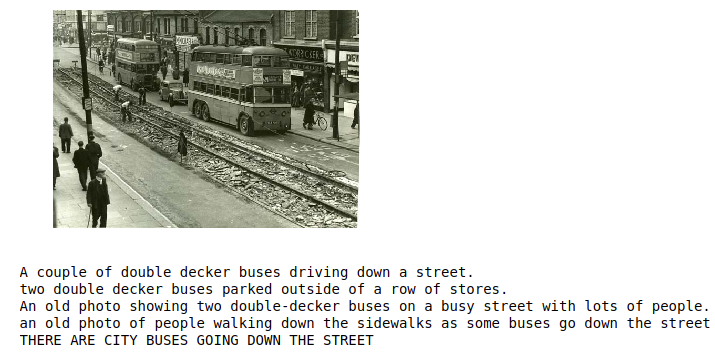 A couple of double decker buses driving down a street.
two double decker buses parked outside of a row of stores.
An old photo showing two double-decker buses on a busy street with lots of people.
an old photo of people walking down the sidewalks as some buses go down the street
THERE ARE CITY BUSES GOING DOWN THE STREET